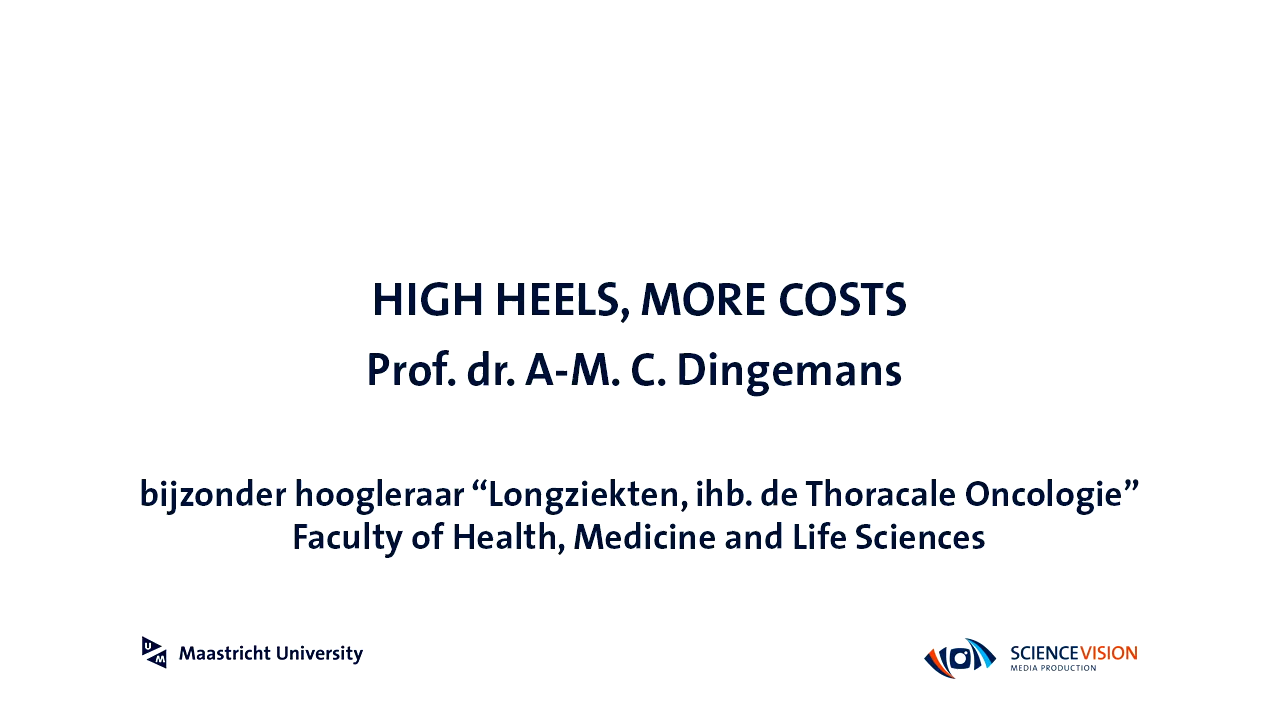 HIGH HEELS, MORE COSTS
Prof. dr. A-M. C. Dingemans
bijzonder hoogleraar “Longziekten, ihb. de Thoracale Oncologie”
Faculty of Health, Medicine and Life Sciences
UM Maastricht University
SCIENCEVISION
MEDIA PRODUCTION